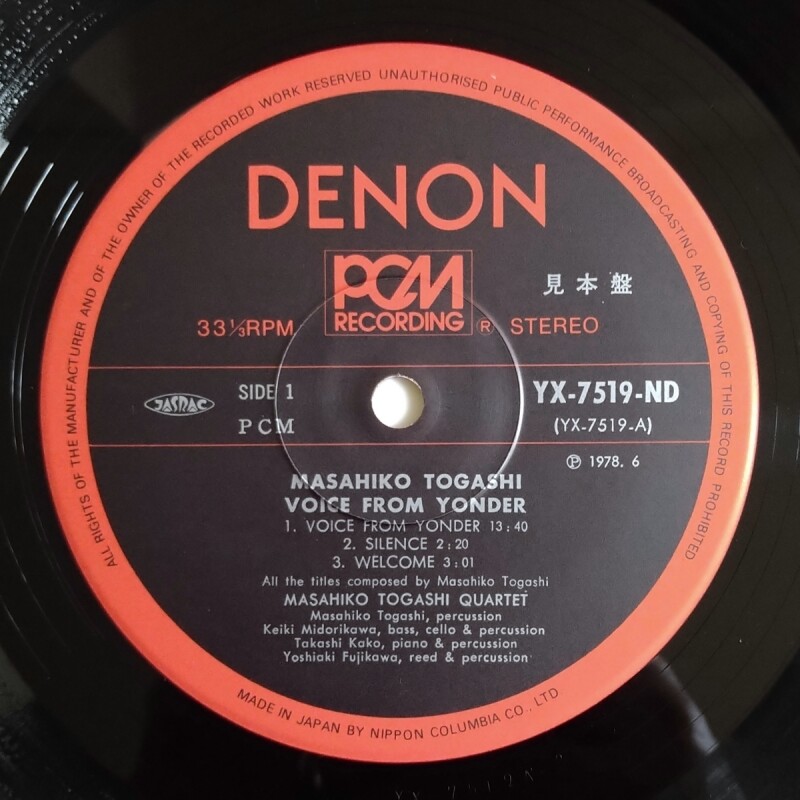 ALL RIGHTS OF THE MANUFACTURER AND OF THE OWNER OF THE RECORDED WORK RESERVED UNAUTHORISED PUBLIC PERFORMANCE BROADCASTING AND COPYING OF THIS RECORD PROHIBITED
DENON
PCM
RECORDING
見本盤
33⅓RPM
Ⓡ STEREO
JASRAC
SIDE 1
PCM
YX-7519-ND
(YX-7519-A)
Ⓟ 1978. 6
MASAHIKO TOGASHI
VOICE FROM YONDER
1. VOICE FROM YONDER 13:40
2. SILENCE 2:20
3. WELCOME 3:01
All the titles composed by Masahiko Togashi
MASAHIKO TOGASHI QUARTET
Masahiko Togashi, percussion
Keiki Midorikawa, bass, cello & percussion
Takashi Kako, piano & percussion
Yoshiaki Fujikawa, reed & percussion
MADE IN JAPAN BY NIPPON COLUMBIA CO., LTD